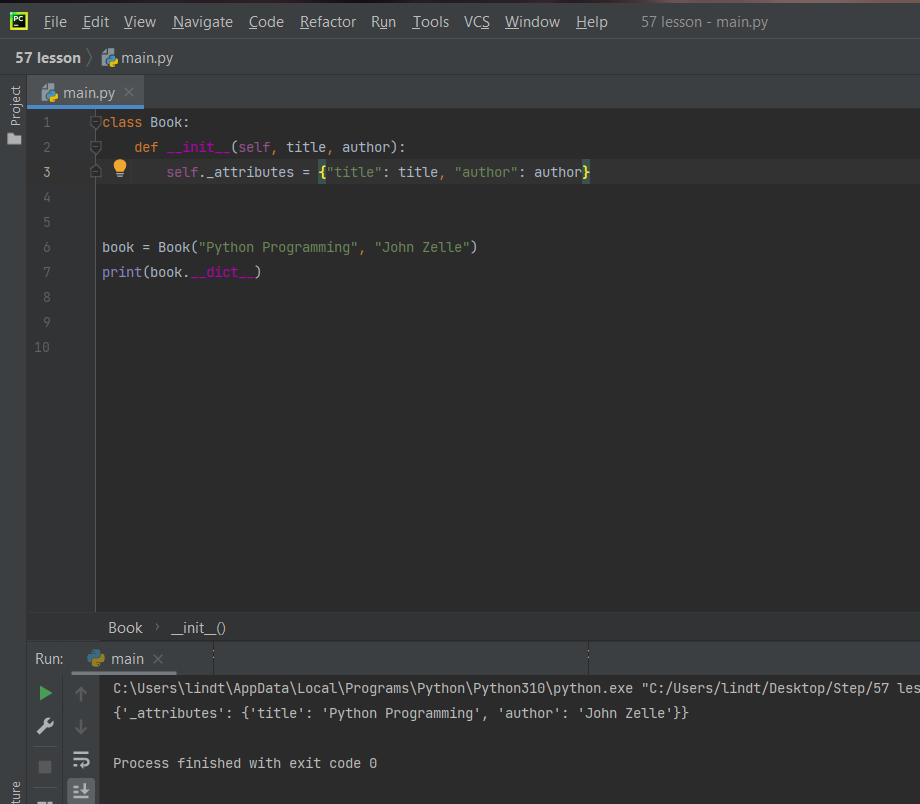 PC File Edit View Navigate Code Refactor Run Tools VCS Window Help 57 lesson - main.py
57 lesson main.py
Project
main.py
1 class Book:
2 def __init__(self, title, author):
3 self._attributes = {"title": title, "author": author}
4
5
6 book = Book("Python Programming", "John Zelle")
7 print(book.__dict__)
8
9
10
Book › __init__()
Run: main
C:\Users\lindt\AppData\Local\Programs\Python\Python310\python.exe "C:/Users/lindt/Desktop/Step/57 les
{'_attributes': {'title': 'Python Programming', 'author': 'John Zelle'}}
Process finished with exit code 0
ture